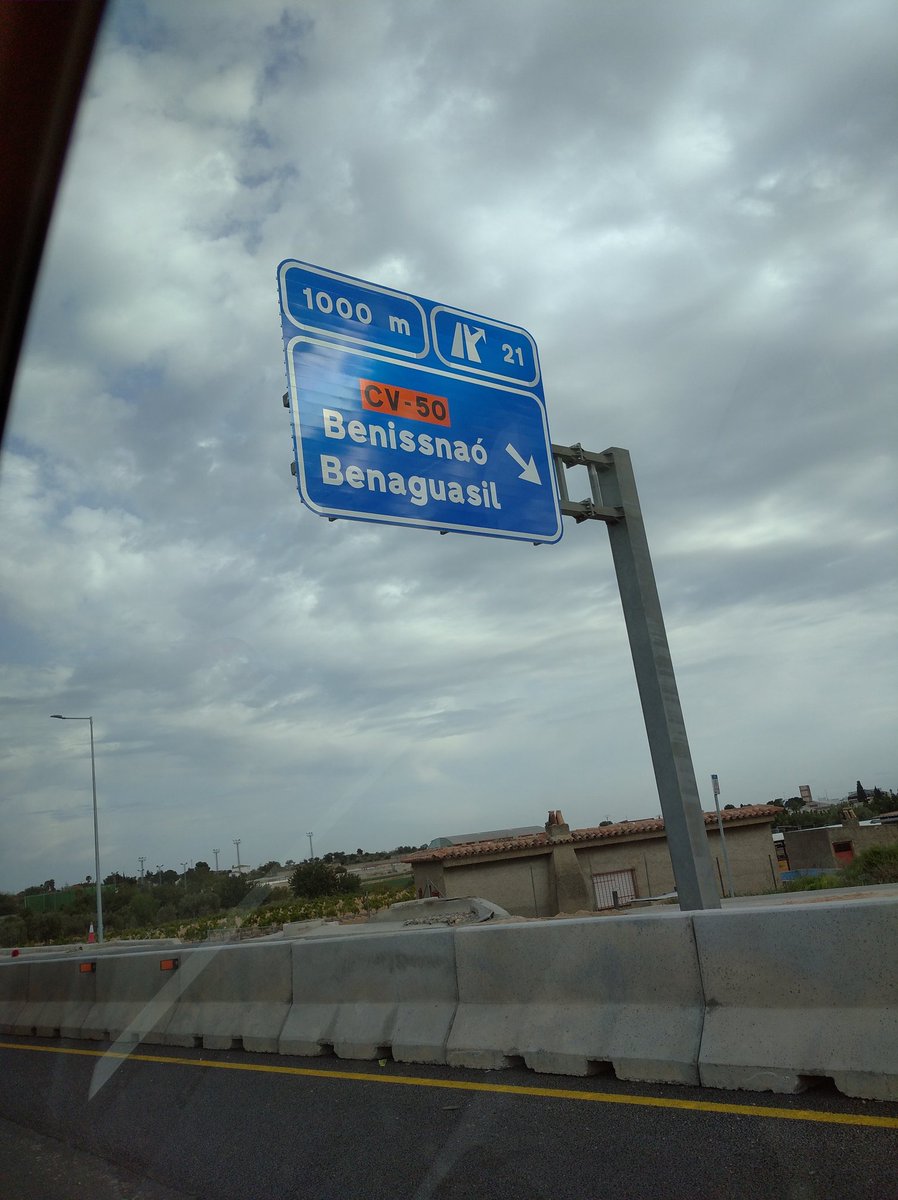 1000 m
21
CV-50
Benissnaó
Benaguasil